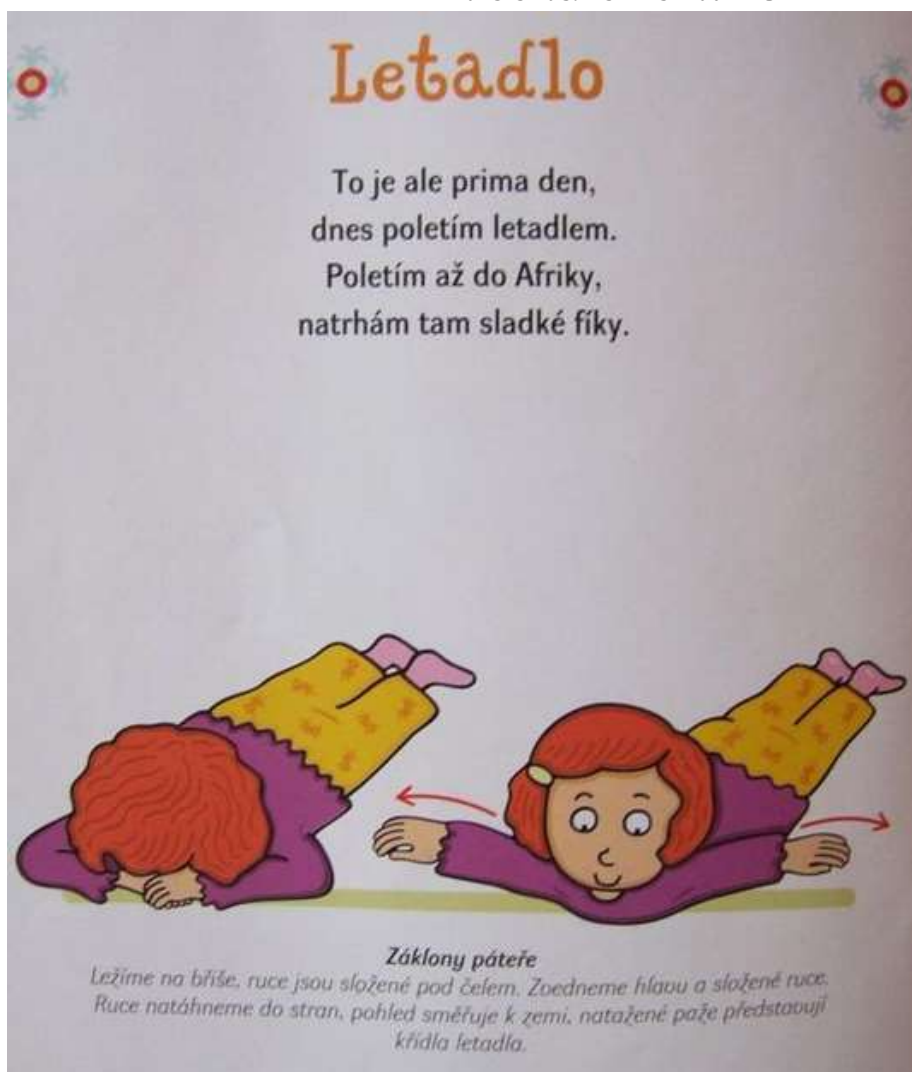 Letadlo
To je ale prima den,
dnes poletím letadlem.
Poletím až do Afriky,
natrhám tam sladké fíky.
Záklony páteře
Ležíme na břiše, ruce jsou složené pod čelem. Zvedneme hlavu a složené ruce.
Ruce natáhneme do stran, pohled směřuje k zemi, natažené paže představují
křídla letadla.